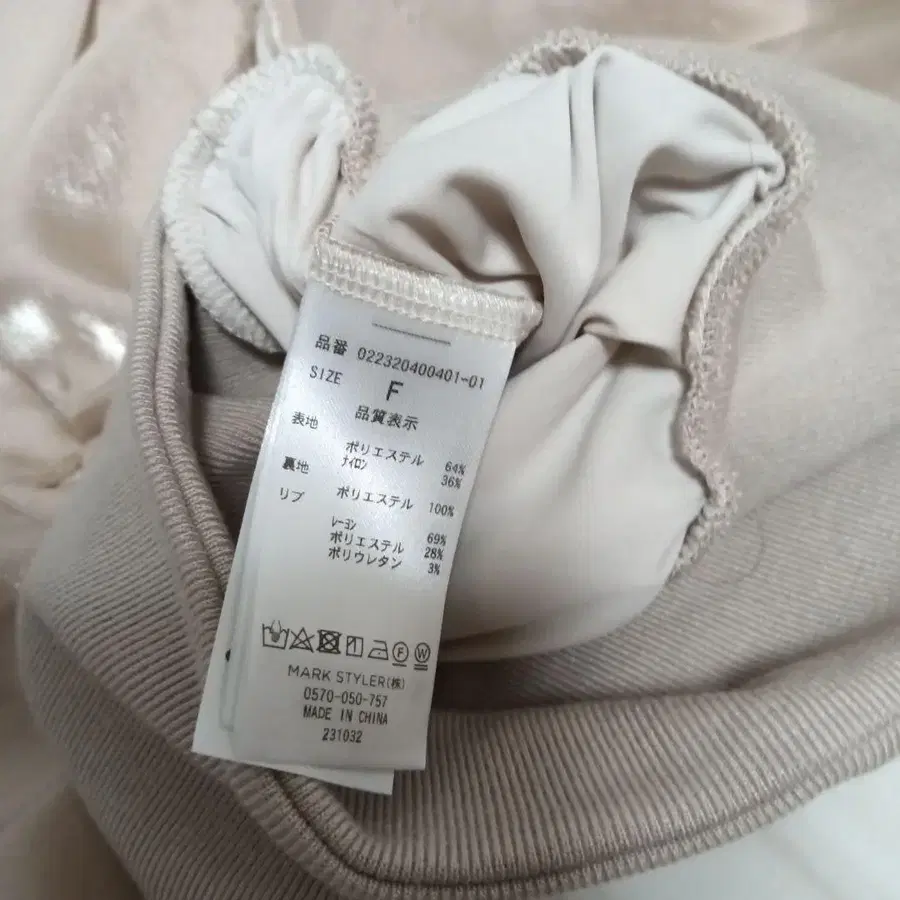 品番 022320400401-01
SIZE F
品質表示
表地 ポリエステル 64%
ナイロン 36%
裏地 ポリエステル 100%
リブ レーヨン 69%
ポリエステル 28%
ポリウレタン 3%
F W
MARK STYLER(株)
0570-050-757
MADE IN CHINA
231032